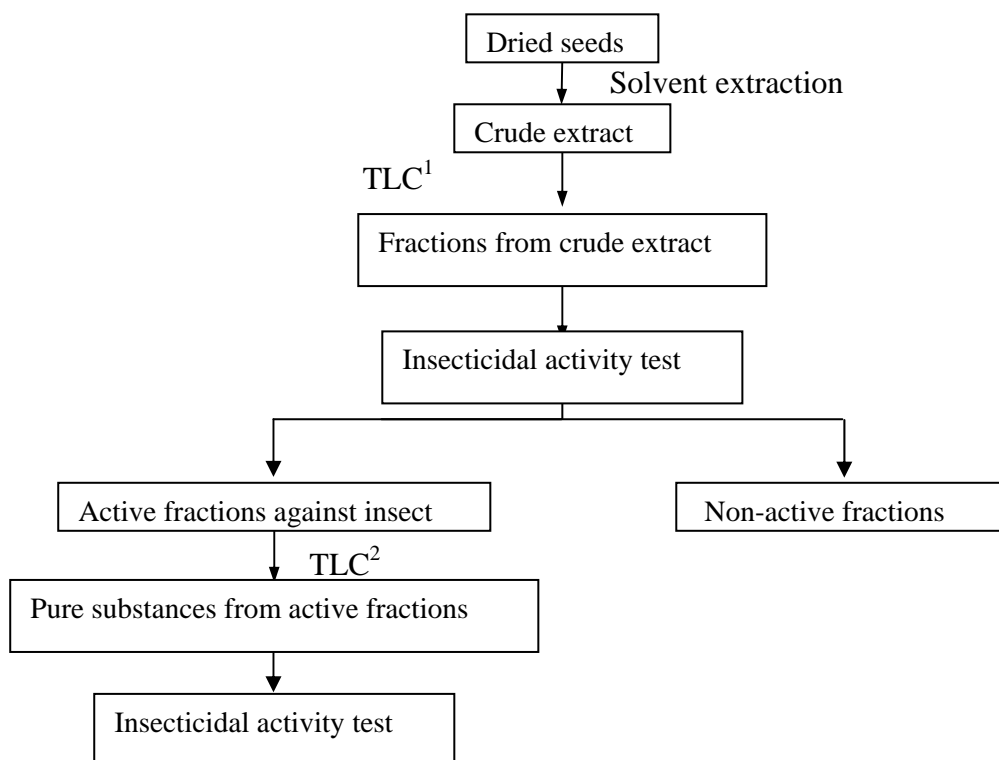 Dried seeds
Solvent extraction
Crude extract
TLC¹
Fractions from crude extract
Insecticidal activity test
Active fractions against insect
Non-active fractions
TLC²
Pure substances from active fractions
Insecticidal activity test